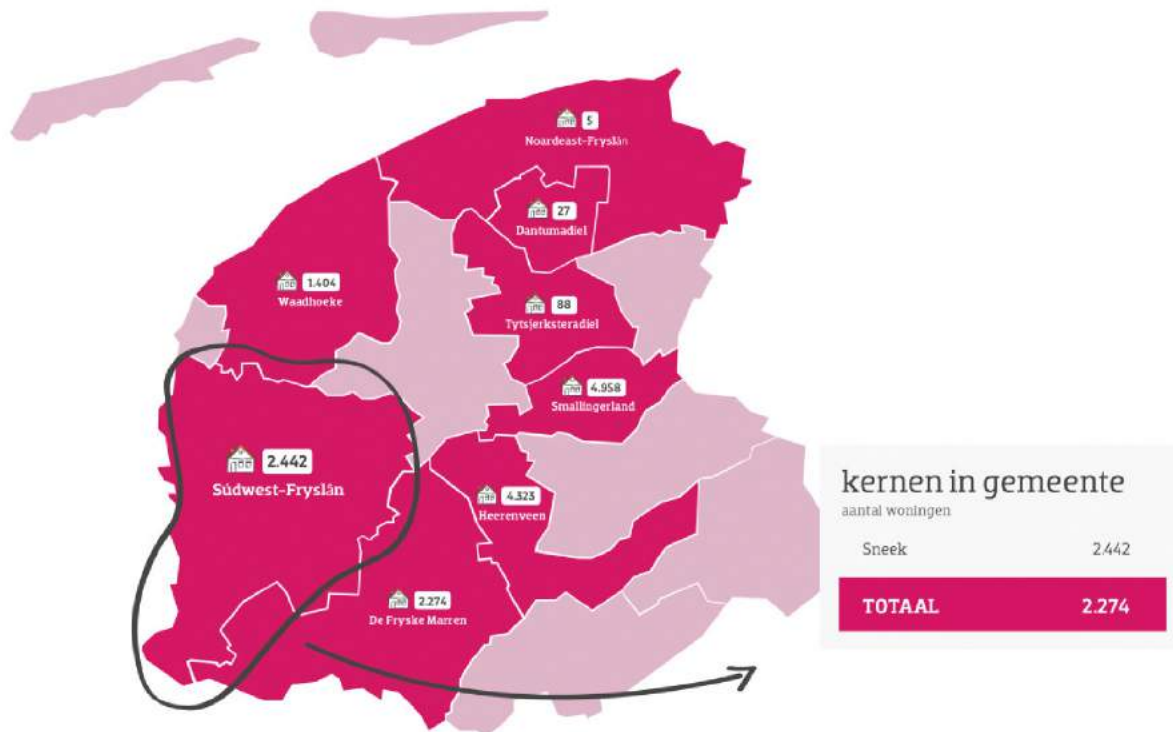 5
Noardeast-Fryslân
27
Dantumadiel
1.404
Waadhoeke
88
Tytsjerksteradiel
4.958
Smallingerland
2.442
Súdwest-Fryslân
4.323
Heerenveen
2.274
De Fryske Marren
kernen in gemeente
aantal woningen
Sneek 2.442
TOTAAL 2.274